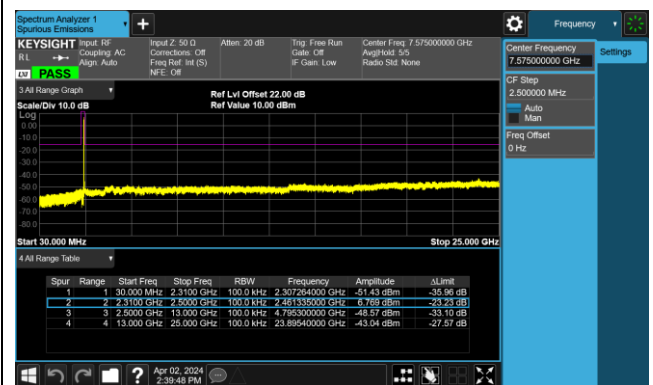 Spectrum Analyzer 1
Spurious Emissions
Frequency
KEYSIGHT
Input: RF
Input Z: 50 Ω
Atten: 20 dB
Trig: Free Run
Center Freq: 7.575000000 GHz
RL
Coupling: AC
Corrections: Off
Gate: Off
Avg|Hold: 5/5
Align: Auto
Freq Ref: Int (S)
IF Gain: Low
Radio Std: None
NFE: Off
LXI PASS
3 All Range Graph
Ref Lvl Offset 22.00 dB
Scale/Div 10.0 dB
Ref Value 10.00 dBm
Log
0.00
-10.0
-20.0
-30.0
-40.0
-50.0
-60.0
-70.0
-80.0
Start 30.000 MHz
Stop 25.000 GHz
4 All Range Table
Spur Range Start Freq Stop Freq RBW Frequency Amplitude ΔLimit
1 1 30.000 MHz 2.3100 GHz 100.0 kHz 2.307264000 GHz -51.43 dBm -35.96 dB
2 2 2.3100 GHz 2.5000 GHz 100.0 kHz 2.461335000 GHz 6.769 dBm -23.23 dB
3 3 2.5000 GHz 13.000 GHz 100.0 kHz 4.795300000 GHz -48.57 dBm -33.10 dB
4 4 13.000 GHz 25.000 GHz 100.0 kHz 23.89540000 GHz -43.04 dBm -27.57 dB
Apr 02, 2024
2:39:48 PM
Center Frequency
7.575000000 GHz
Settings
CF Step
2.500000 MHz
Auto
Man
Freq Offset
0 Hz